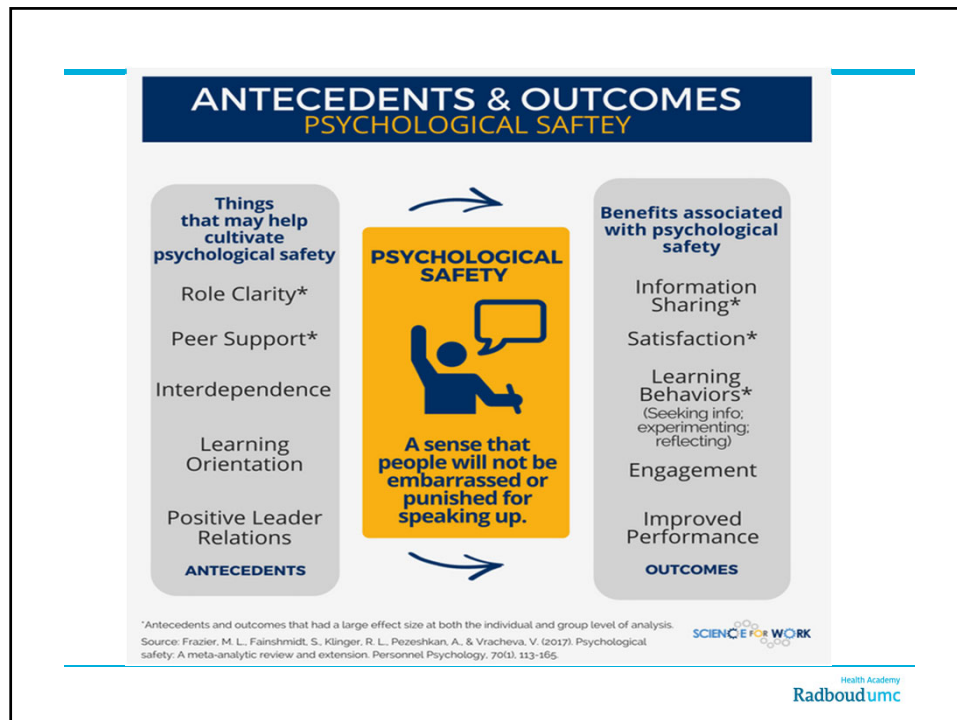 ANTECEDENTS & OUTCOMES
PSYCHOLOGICAL SAFTEY
Things
that may help
cultivate
psychological safety
Role Clarity*
Peer Support*
Interdependence
Learning
Orientation
Positive Leader
Relations
ANTECEDENTS
PSYCHOLOGICAL
SAFETY
A sense that
people will not be
embarrassed or
punished for
speaking up.
Benefits associated
with psychological
safety
Information
Sharing*
Satisfaction*
Learning
Behaviors*
(Seeking info;
experimenting;
reflecting)
Engagement
Improved
Performance
OUTCOMES
*Antecedents and outcomes that had a large effect size at both the individual and group level of analysis.
Source: Frazier, M. L., Fainshmidt, S., Klinger, R. L., Pezeshkan, A., & Vracheva, V. (2017). Psychological
safety: A meta-analytic review and extension. Personnel Psychology, 70(1), 113-165.
SCIENCE FOR WORK
Health Academy
Radboudumc